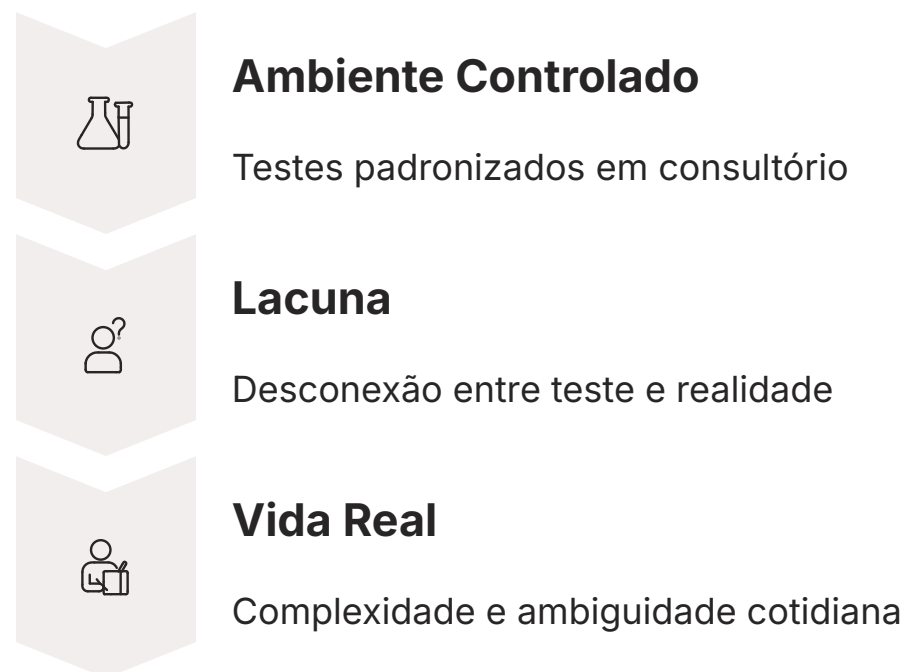 Ambiente Controlado
Testes padronizados em consultório
Lacuna
Desconexão entre teste e realidade
Vida Real
Complexidade e ambiguidade cotidiana